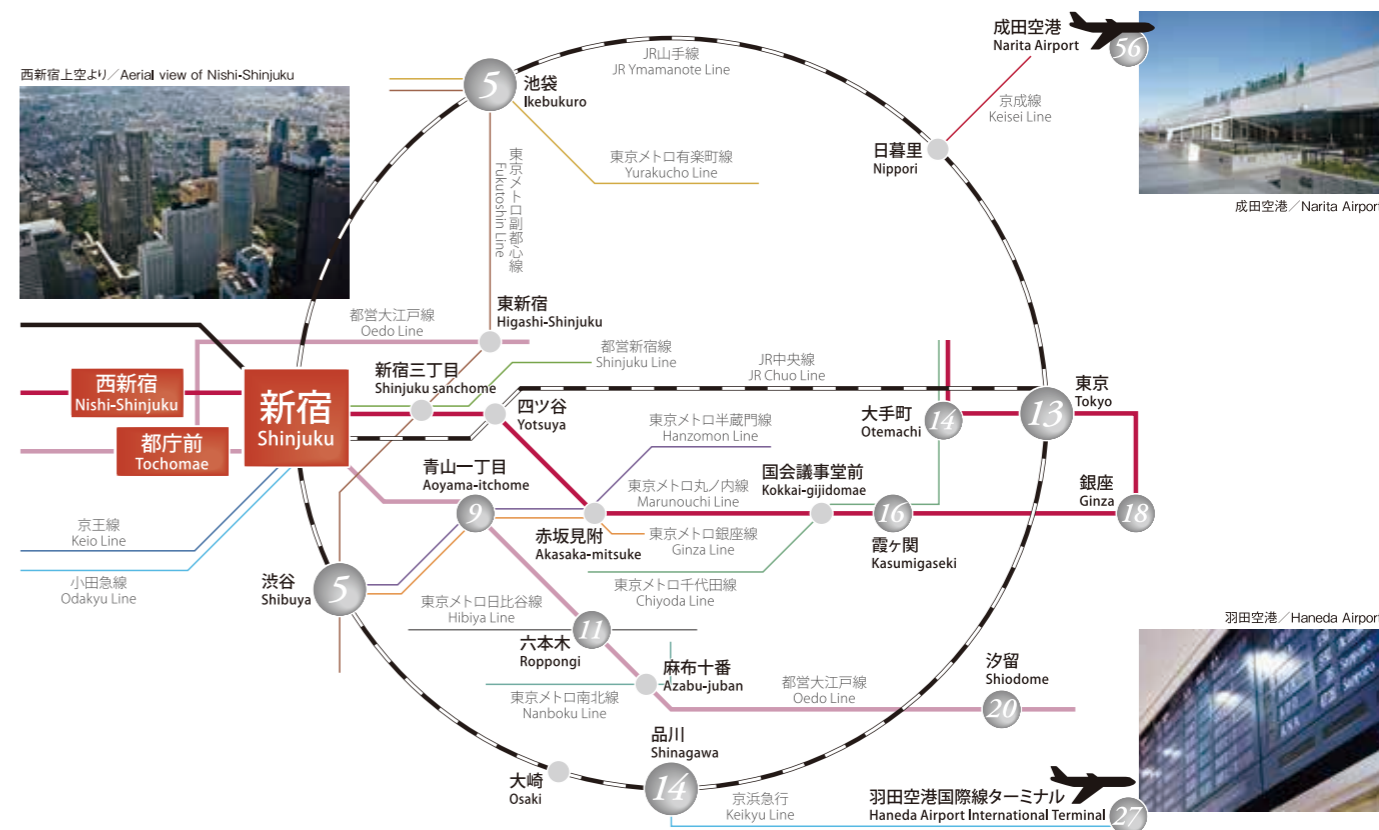 西新宿上空より／Aerial view of Nishi-Shinjuku
JR山手線
JR Ymamanote Line
成田空港
Narita Airport
56
京成線
Keisei Line
成田空港／Narita Airport
5
池袋
Ikebukuro
東京メトロ有楽町線
Yurakucho Line
東京メトロ副都心線
Fukutoshin Line
日暮里
Nippori
都営大江戸線
Oedo Line
東新宿
Higashi-Shinjuku
都営新宿線
Shinjuku Line
新宿三丁目
Shinjuku sanchome
JR中央線
JR Chuo Line
西新宿
Nishi-Shinjuku
新宿
Shinjuku
都庁前
Tochomae
四ツ谷
Yotsuya
東京メトロ半蔵門線
Hanzomon Line
大手町
Otemachi
14
東京
Tokyo
13
青山一丁目
Aoyama-itchome
9
東京メトロ丸ノ内線
Marunouchi Line
国会議事堂前
Kokkai-gijidomae
銀座
Ginza
18
赤坂見附
Akasaka-mitsuke
東京メトロ銀座線
Ginza Line
16
霞ヶ関
Kasumigaseki
京王線
Keio Line
小田急線
Odakyu Line
渋谷
Shibuya
5
東京メトロ千代田線
Chiyoda Line
東京メトロ日比谷線
Hibiya Line
11
六本木
Roppongi
麻布十番
Azabu-juban
東京メトロ南北線
Nanboku Line
都営大江戸線
Oedo Line
汐留
Shiodome
20
羽田空港／Haneda Airport
品川
Shinagawa
14
大崎
Osaki
京浜急行
Keikyu Line
羽田空港国際線ターミナル
Haneda Airport International Terminal
27